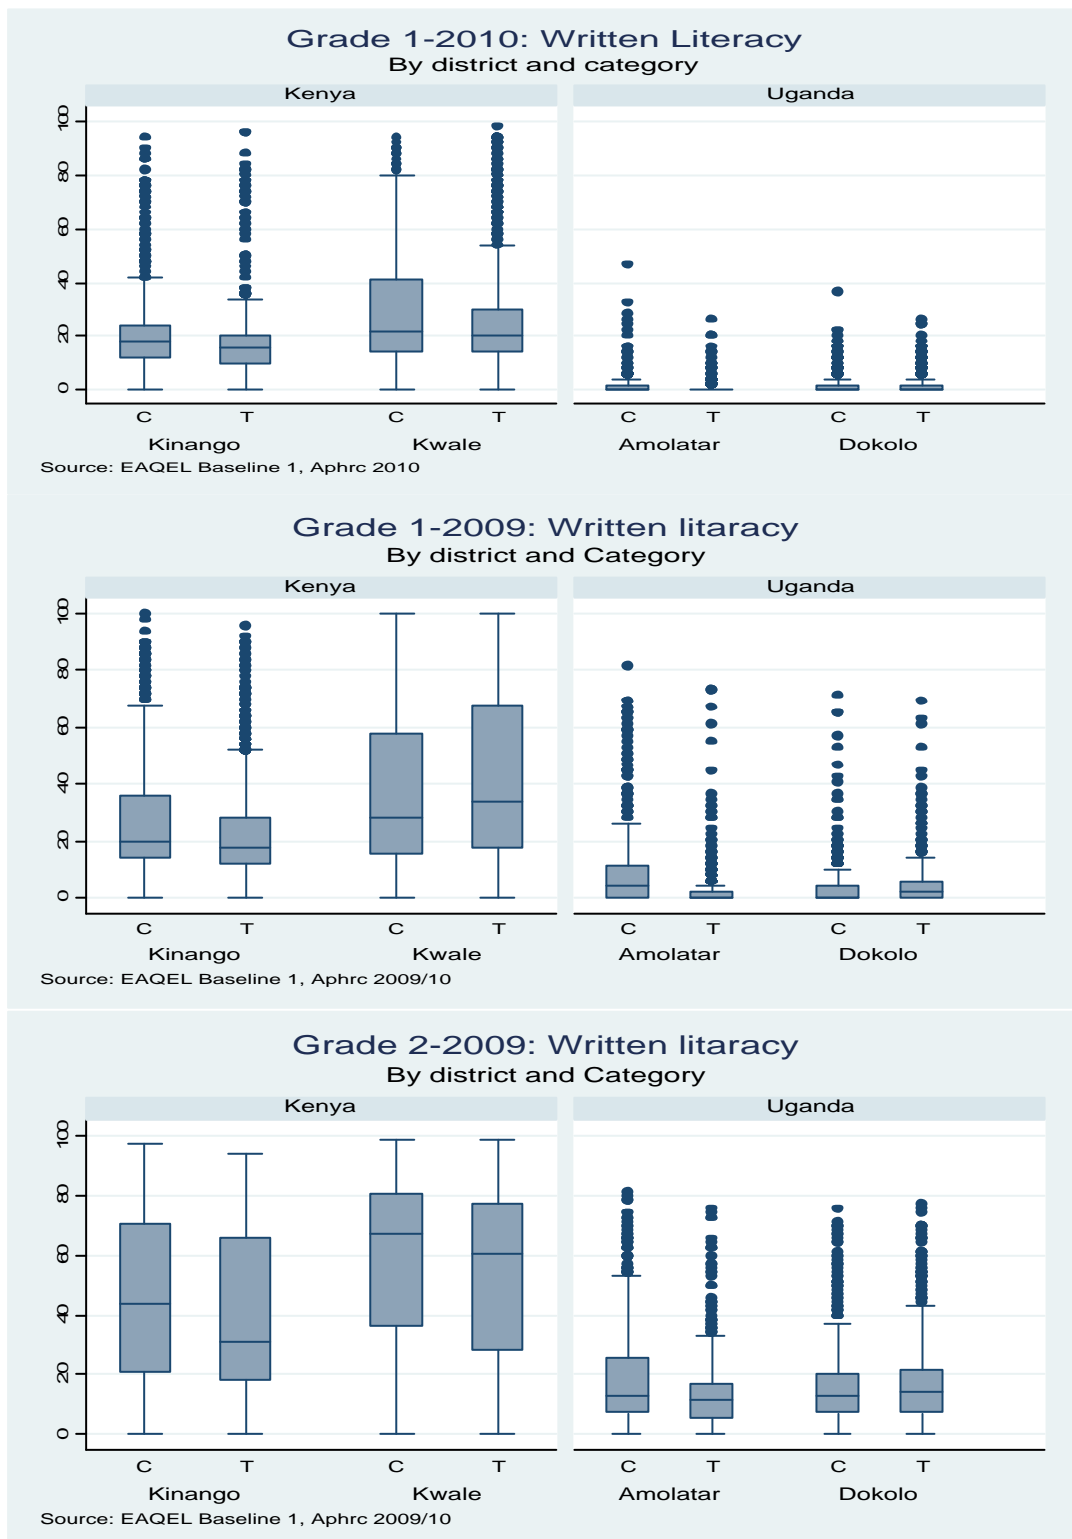 Grade 1-2010: Written Literacy
By district and category
Kenya Uganda
100
80
60
40
20
0
C T C T C T C T
Kinango Kwale Amolatar Dokolo
Source: EAQEL Baseline 1, Aphrc 2010
Grade 1-2009: Written litaracy
By district and Category
Kenya Uganda
100
80
60
40
20
0
C T C T C T C T
Kinango Kwale Amolatar Dokolo
Source: EAQEL Baseline 1, Aphrc 2009/10
Grade 2-2009: Written litaracy
By district and Category
Kenya Uganda
100
80
60
40
20
0
C T C T C T C T
Kinango Kwale Amolatar Dokolo
Source: EAQEL Baseline 1, Aphrc 2009/10